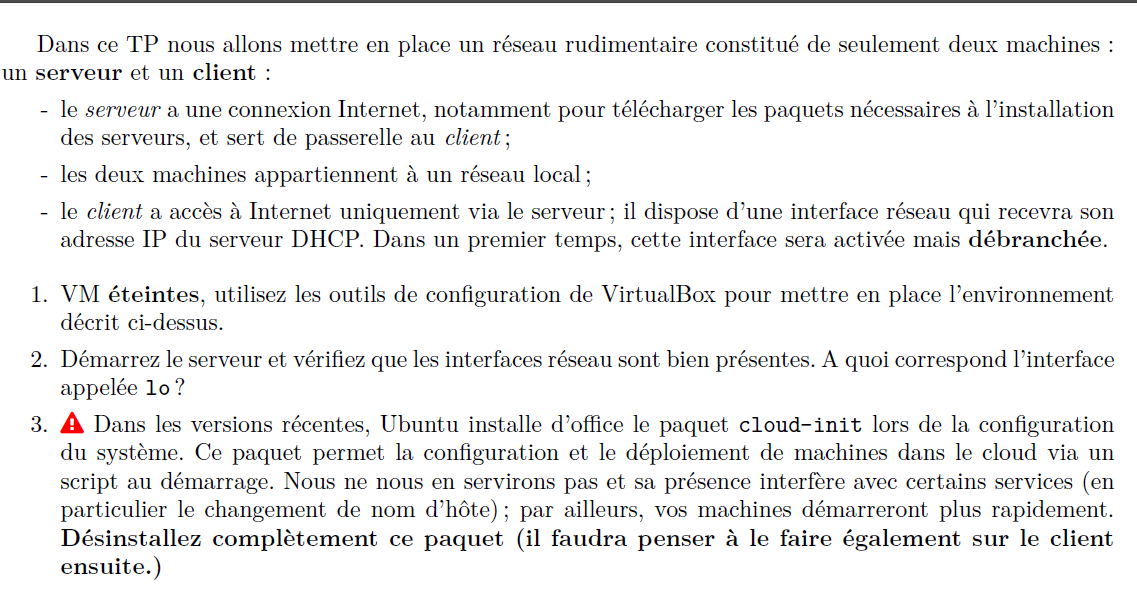 Dans ce TP nous allons mettre en place un réseau rudimentaire constitué de seulement deux machines :
un serveur et un client :
- le serveur a une connexion Internet, notamment pour télécharger les paquets nécessaires à l'installation
des serveurs, et sert de passerelle au client ;
- les deux machines appartiennent à un réseau local ;
- le client a accès à Internet uniquement via le serveur ; il dispose d'une interface réseau qui recevra son
adresse IP du serveur DHCP. Dans un premier temps, cette interface sera activée mais débranchée.
1. VM éteintes, utilisez les outils de configuration de VirtualBox pour mettre en place l'environnement
décrit ci-dessus.
2. Démarrez le serveur et vérifiez que les interfaces réseau sont bien présentes. A quoi correspond l'interface
appelée lo ?
3. Dans les versions récentes, Ubuntu installe d'office le paquet cloud-init lors de la configuration
du système. Ce paquet permet la configuration et le déploiement de machines dans le cloud via un
script au démarrage. Nous ne nous en servirons pas et sa présence interfère avec certains services (en
particulier le changement de nom d'hôte) ; par ailleurs, vos machines démarreront plus rapidement.
Désinstallez complètement ce paquet (il faudra penser à le faire également sur le client
ensuite.)